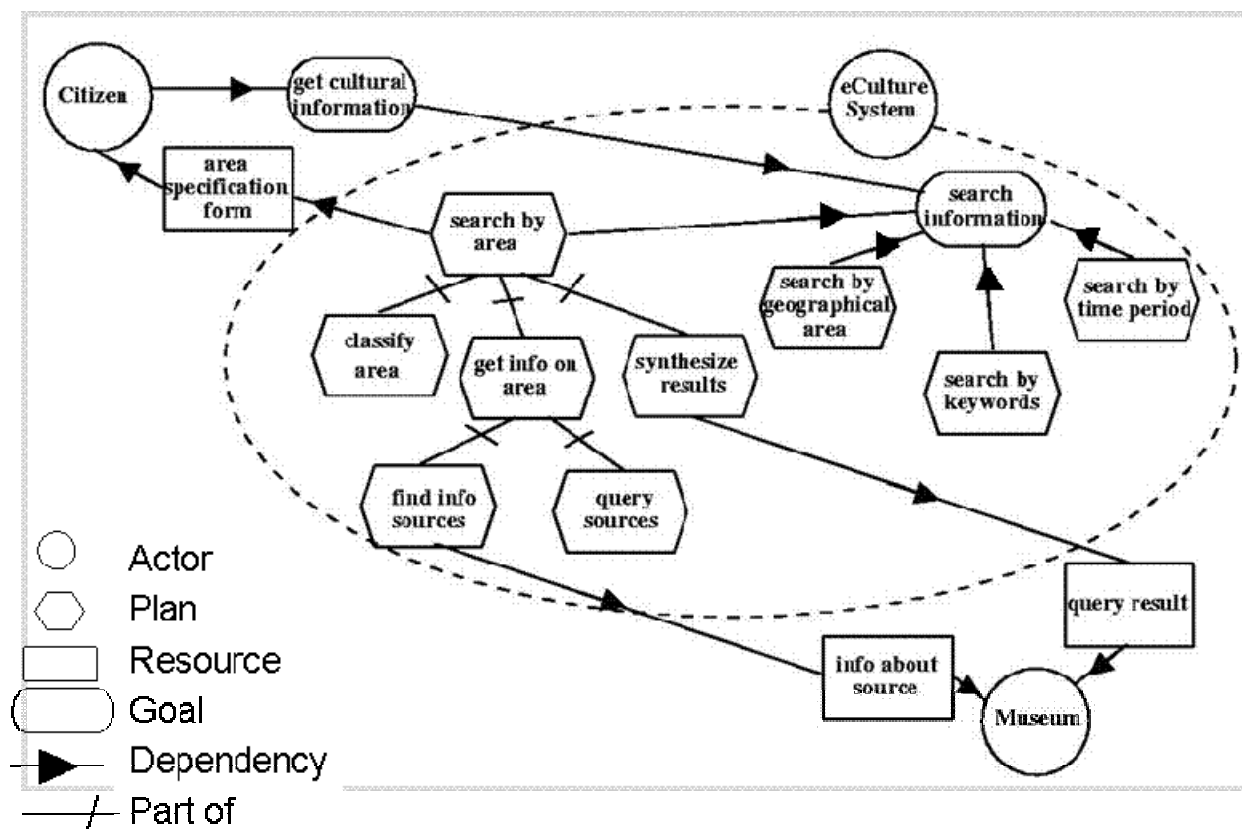 Citizen
get cultural
information
eCulture
System
area
specification
form
search by
area
search
information
search by
geographical
area
search by
time period
classify
area
get info on
area
synthesize
results
search by
keywords
find info
sources
query
sources
query result
info about
source
Museum
Actor
Plan
Resource
Goal
Dependency
Part of